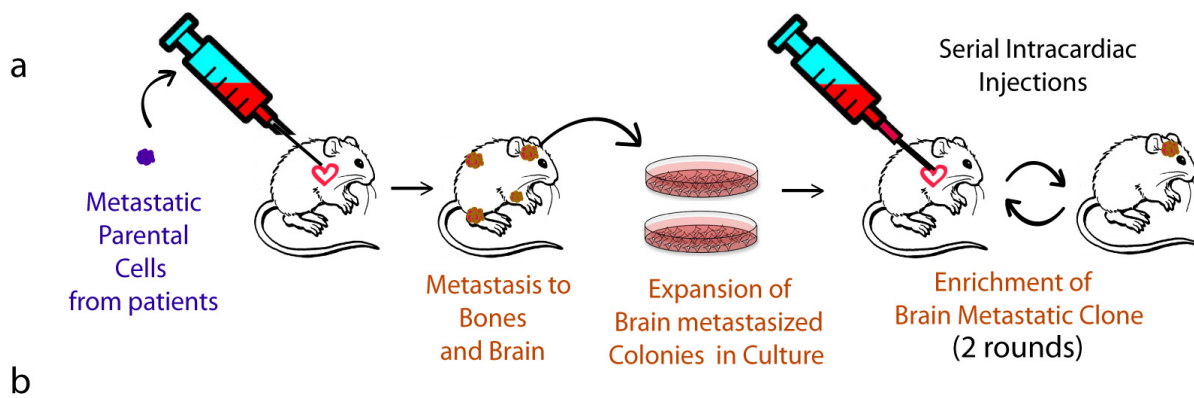 a
Serial Intracardiac
Injections
Metastatic
Parental
Cells
from patients
Metastasis to
Bones
and Brain
Expansion of
Brain metastasized
Colonies in Culture
Enrichment of
Brain Metastatic Clone
(2 rounds)
b